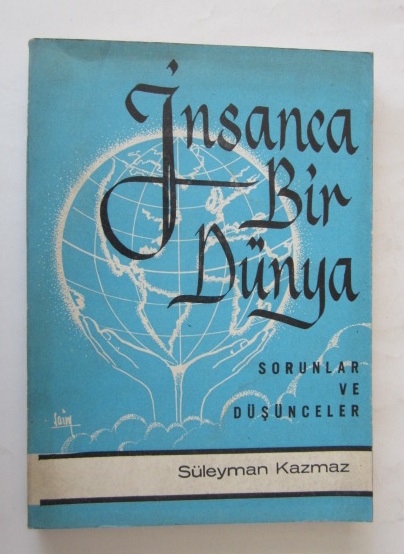 İnsanca
Bir
Dünya
SORUNLAR
VE
DÜŞÜNCELER
Süleyman Kazmaz